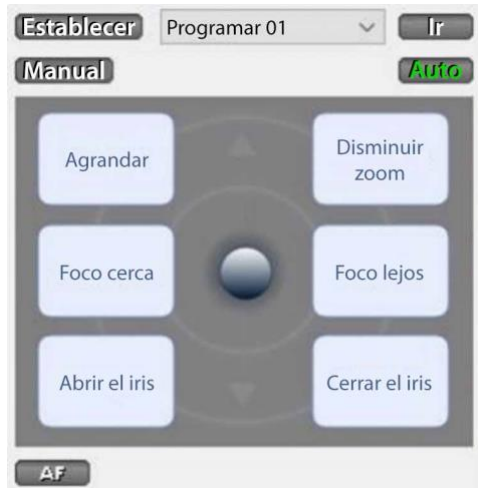 Establecer Programar 01 Ir
Manual Auto
Agrandar
Disminuir
zoom
Foco cerca
Foco lejos
Abrir el iris
Cerrar el iris
AF